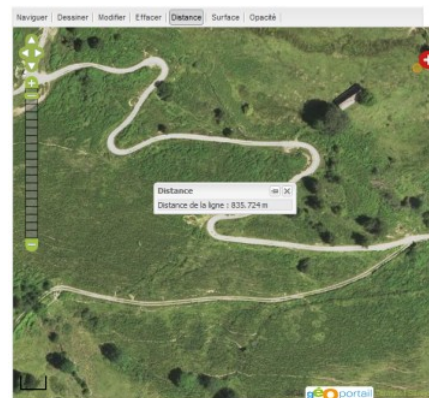 Naviguer Dessiner Modifier Effacer Distance Surface Opacité
Distance
Distance de la ligne : 835.724 m
géoportail